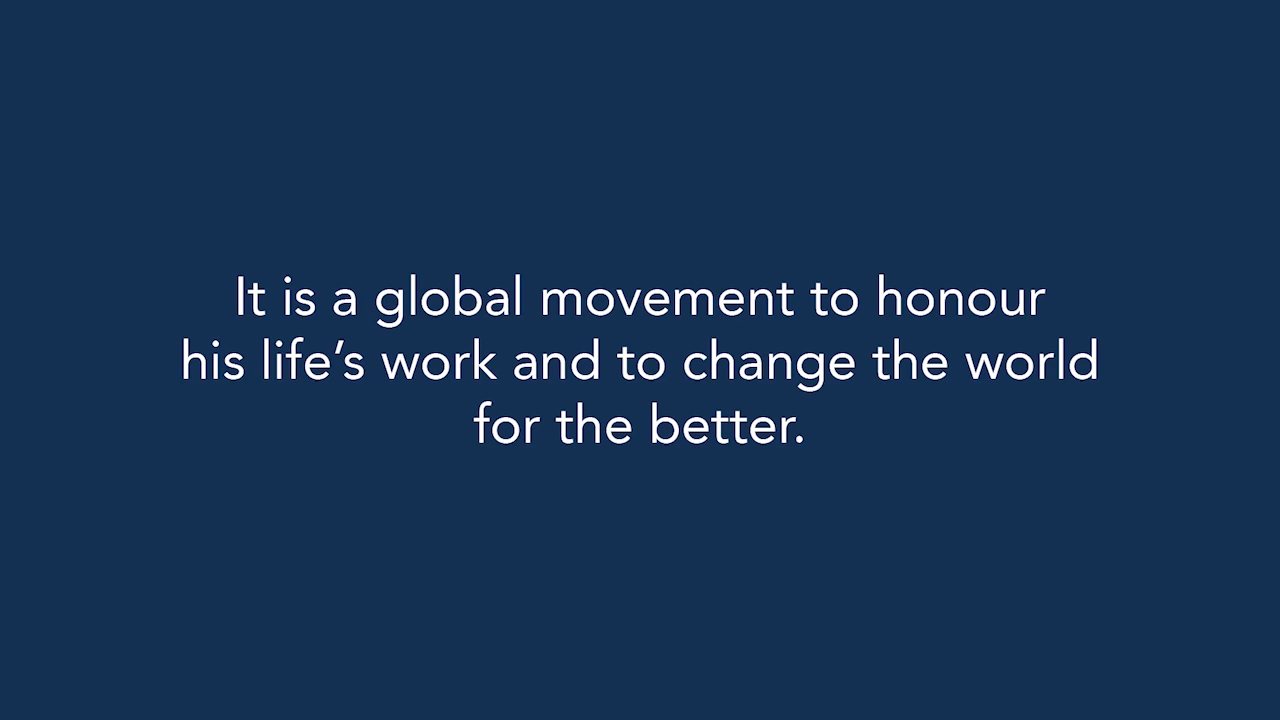 It is a global movement to honour
his life’s work and to change the world
for the better.